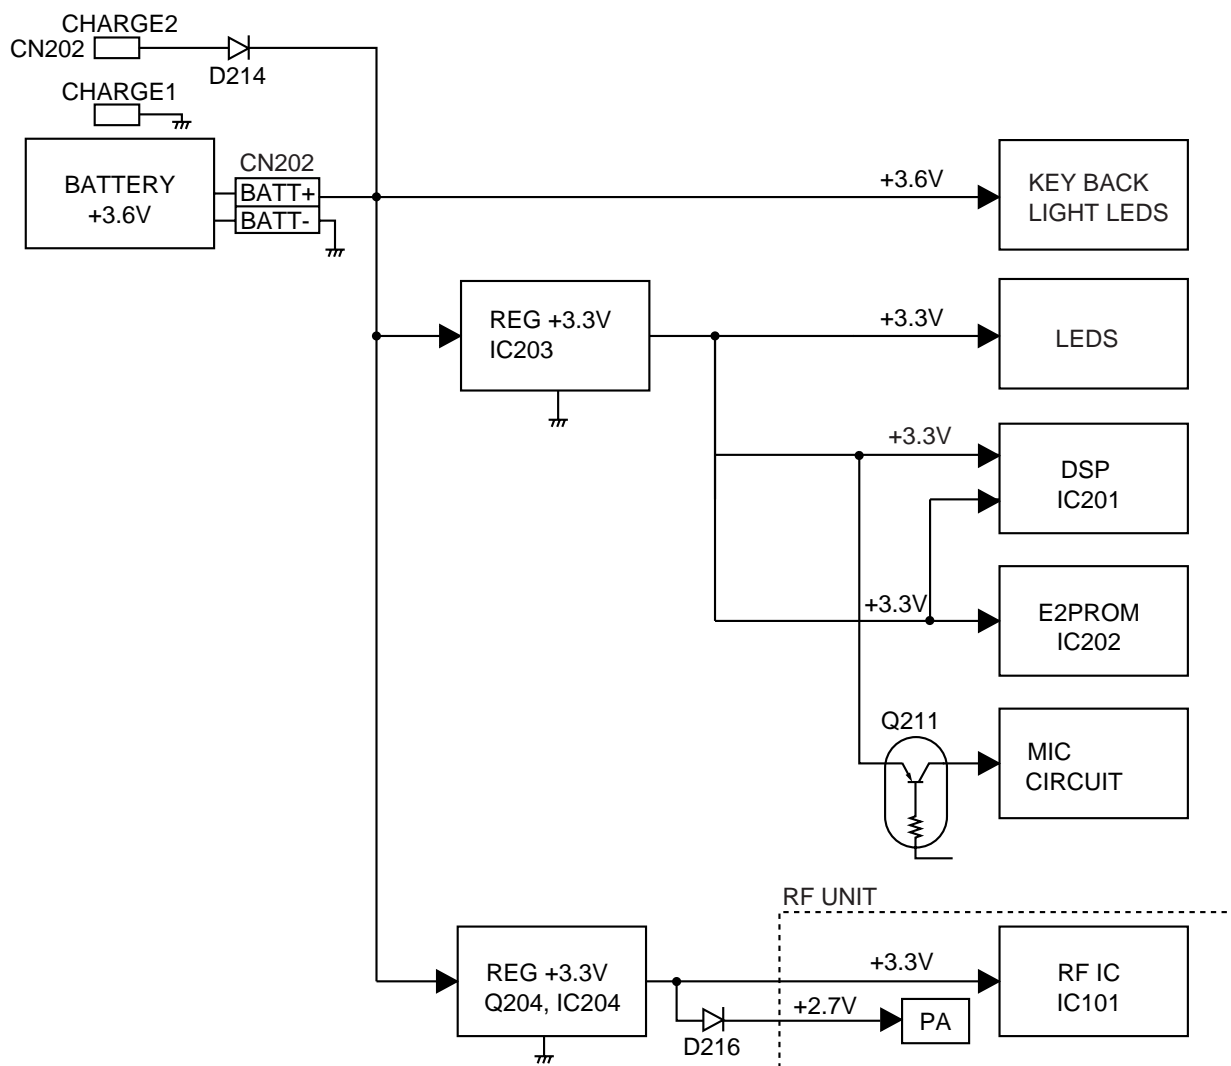 CHARGE2
CN202
D214
CHARGE1
BATTERY
+3.6V
CN202
BATT+
BATT-
+3.6V
KEY BACK
LIGHT LEDS
REG +3.3V
IC203
+3.3V
LEDS
+3.3V
DSP
IC201
+3.3V
E2PROM
IC202
Q211
MIC
CIRCUIT
RF UNIT
REG +3.3V
Q204, IC204
+3.3V
RF IC
IC101
D216
+2.7V
PA